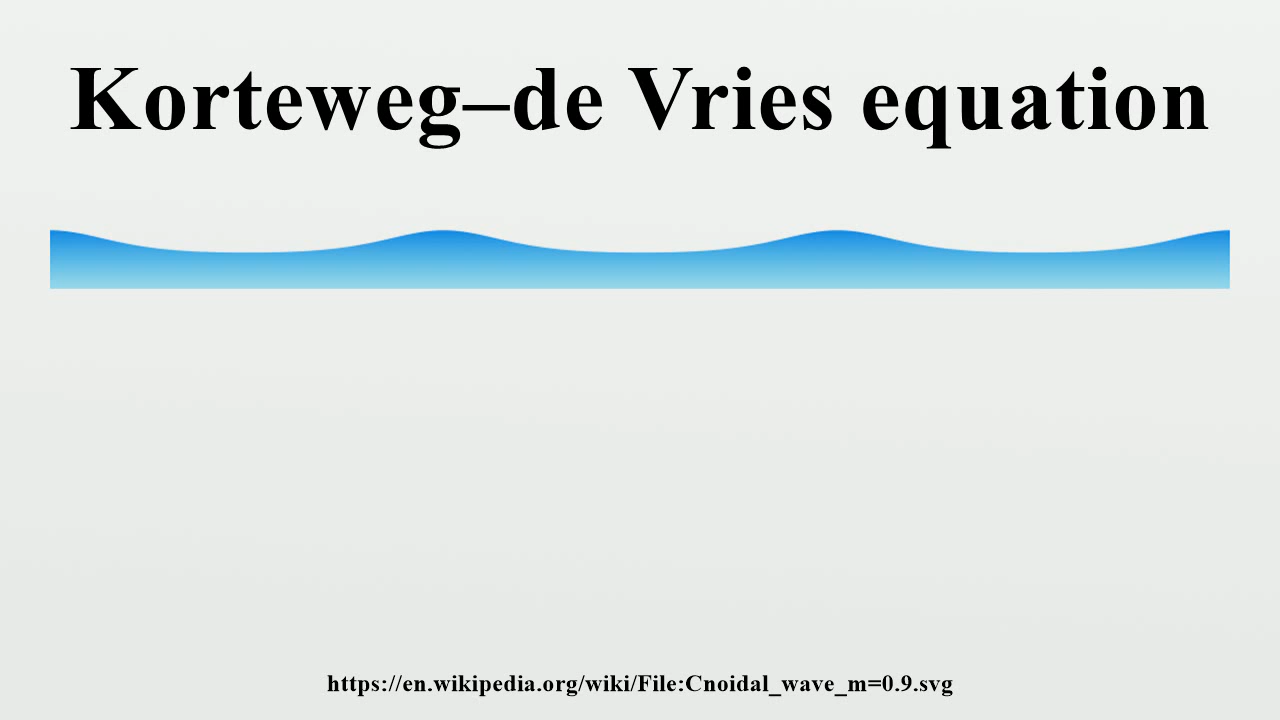 Korteweg–de Vries equation
https://en.wikipedia.org/wiki/File:Cnoidal_wave_m=0.9.svg